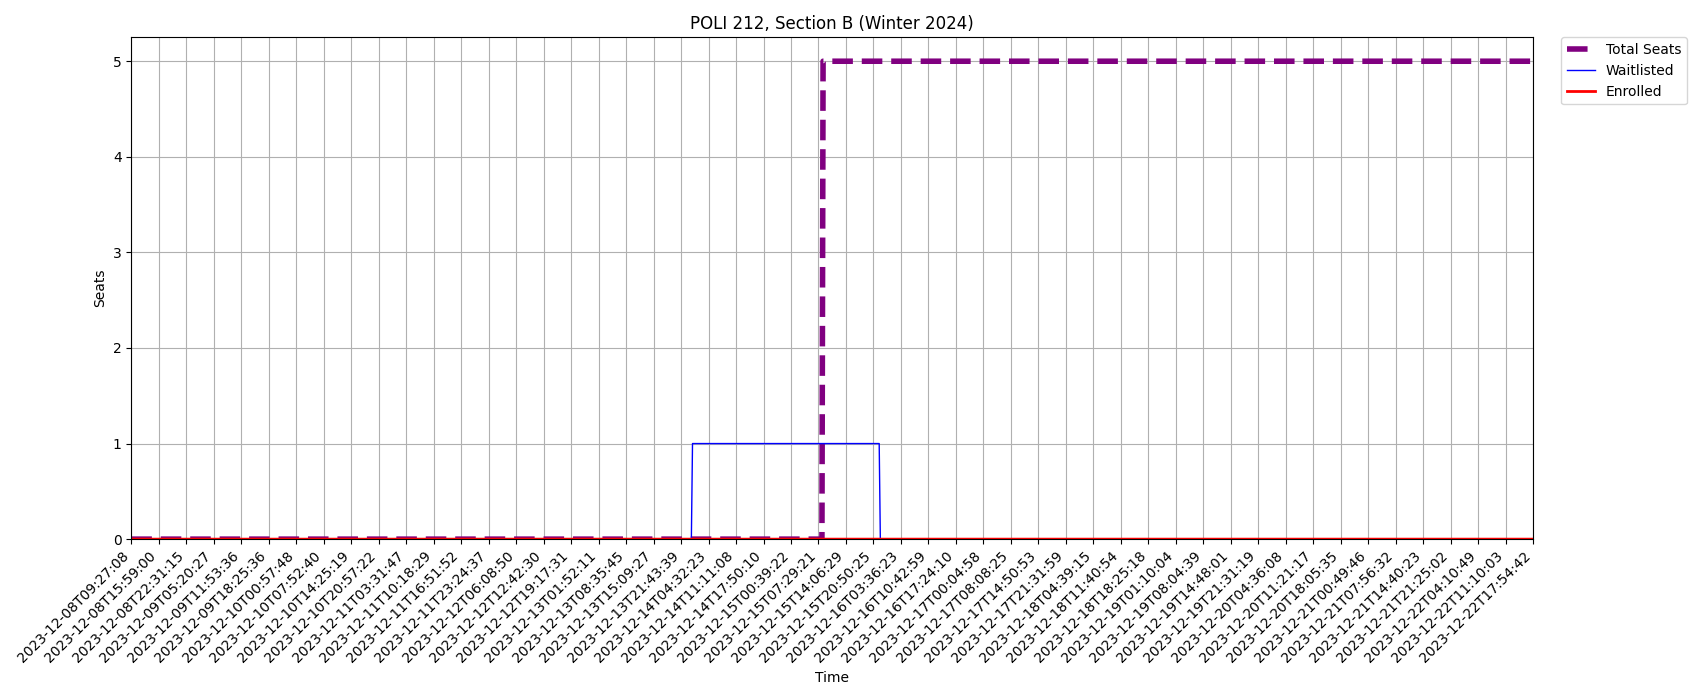 POLI 212, Section B (Winter 2024)
Total Seats
Waitlisted
Enrolled
Seats
5
4
3
2
1
0
2023-12-08T09:27:08
2023-12-08T15:59:00
2023-12-08T22:31:15
2023-12-09T05:20:27
2023-12-09T11:53:36
2023-12-09T18:25:36
2023-12-10T00:57:48
2023-12-10T07:52:40
2023-12-10T14:25:19
2023-12-10T20:57:22
2023-12-11T03:31:47
2023-12-11T10:18:29
2023-12-11T16:51:52
2023-12-11T23:24:37
2023-12-12T06:08:50
2023-12-12T12:42:30
2023-12-12T19:17:31
2023-12-13T01:52:11
2023-12-13T08:35:45
2023-12-13T15:09:27
2023-12-13T21:43:39
2023-12-14T04:32:23
2023-12-14T11:11:08
2023-12-14T17:50:10
2023-12-15T00:39:22
2023-12-15T07:29:21
2023-12-15T14:06:29
2023-12-15T20:50:25
2023-12-16T03:36:23
2023-12-16T10:42:59
2023-12-16T17:24:10
2023-12-17T00:04:58
2023-12-17T08:08:25
2023-12-17T14:50:53
2023-12-17T21:31:59
2023-12-18T04:39:15
2023-12-18T11:40:54
2023-12-18T18:25:18
2023-12-19T01:10:04
2023-12-19T08:04:39
2023-12-19T14:48:01
2023-12-19T21:31:19
2023-12-20T04:36:08
2023-12-20T11:21:17
2023-12-20T18:05:35
2023-12-21T00:49:46
2023-12-21T07:56:32
2023-12-21T14:40:23
2023-12-21T21:25:02
2023-12-22T04:10:49
2023-12-22T11:10:03
2023-12-22T17:54:42
Time